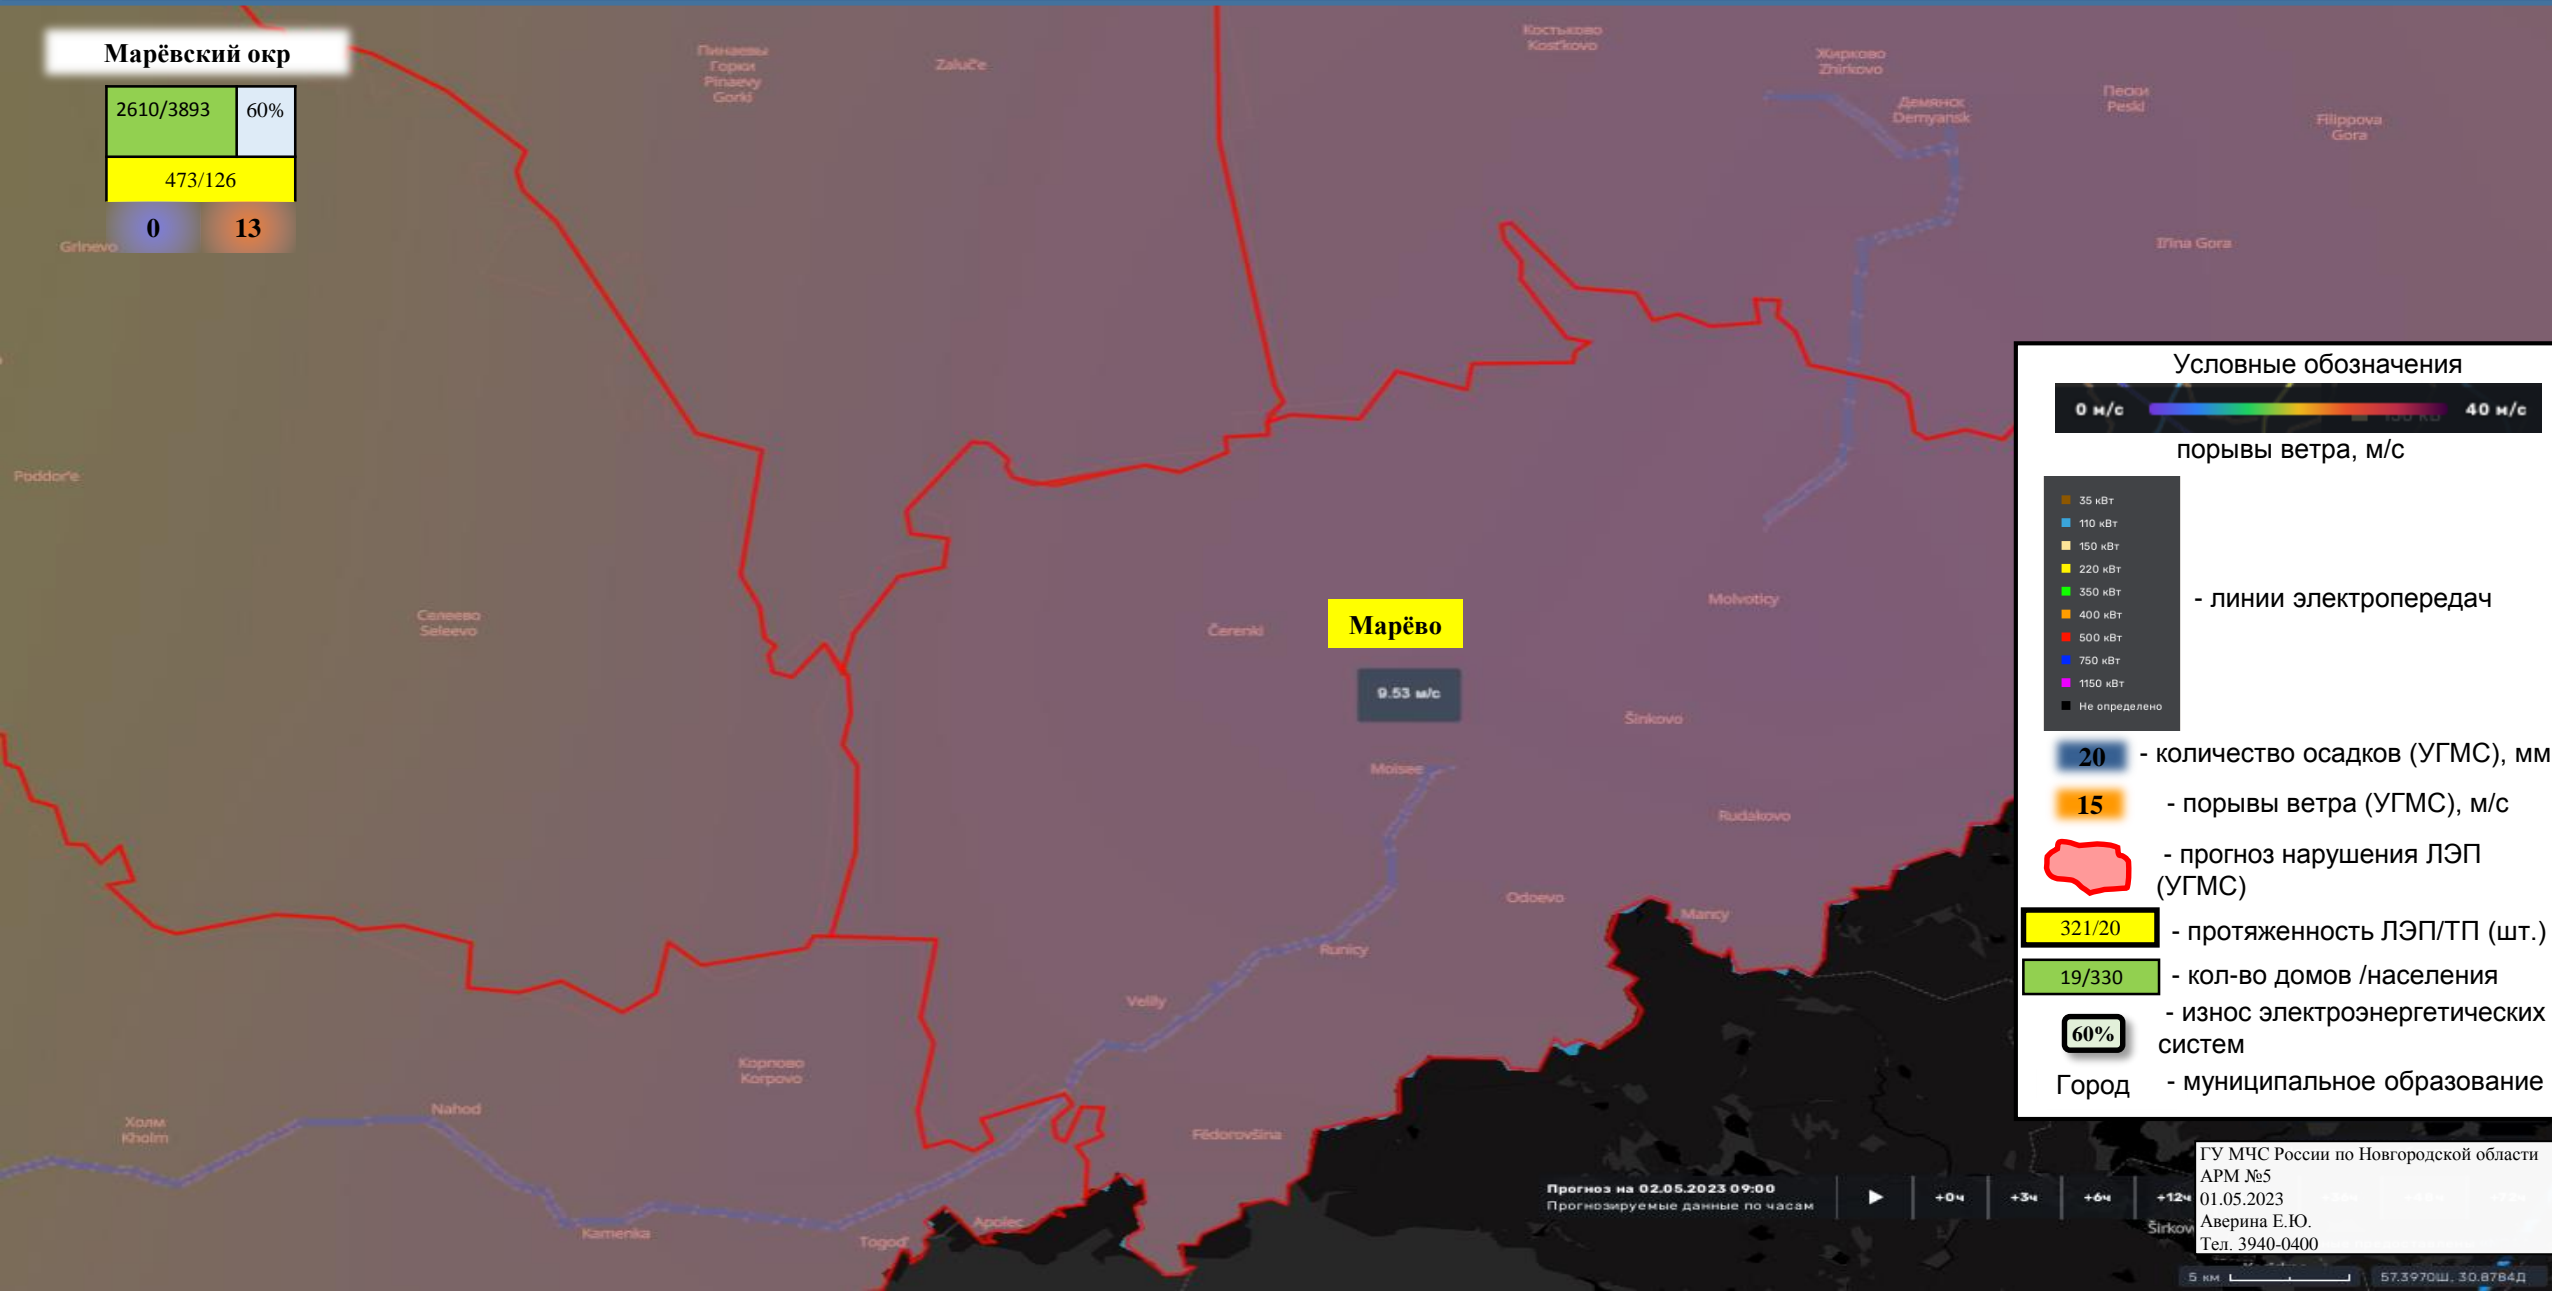 Марёвский окр
2610/3893
60%
473/126
0
13
Grinevo
Poddor'e
Пинаевы
Горки
Pinaevy
Gorki
Zaluč'e
Костьково
Kost'kovo
Жирково
Zhirkovo
Демянск
Demyansk
Пески
Peski
Filippova
Gora
Il'ina Gora
Селеево
Seleevo
Čerenki
Марёво
9.53 м/с
Molvoticy
Šinkovo
Moisee
Rudakovo
Odoevo
Mancy
Runicy
Velily
Корпово
Korpovo
Холм
Kholm
Nahod
Fëdorovšina
Kamenka
Togod'
Apolec
Условные обозначения
0 м/с
40 м/с
порывы ветра, м/с
35 кВт
110 кВт
150 кВт
220 кВт
350 кВт
400 кВт
500 кВт
750 кВт
1150 кВт
Не определено
- линии электропередач
20 - количество осадков (УГМС), мм
15 - порывы ветра (УГМС), м/с
- прогноз нарушения ЛЭП
(УГМС)
321/20 - протяженность ЛЭП/ТП (шт.)
19/330 - кол-во домов /населения
- износ электроэнергетических
60% систем
Город - муниципальное образование
Прогноз на 02.05.2023 09:00
Прогнозируемые данные по часам
+0ч
+3ч
+6ч
+12ч
ГУ МЧС России по Новгородской области
АРМ №5
01.05.2023
Аверина Е.Ю.
Тел. 3940-0400
5 км
57.3970Ш, 30.8784Д